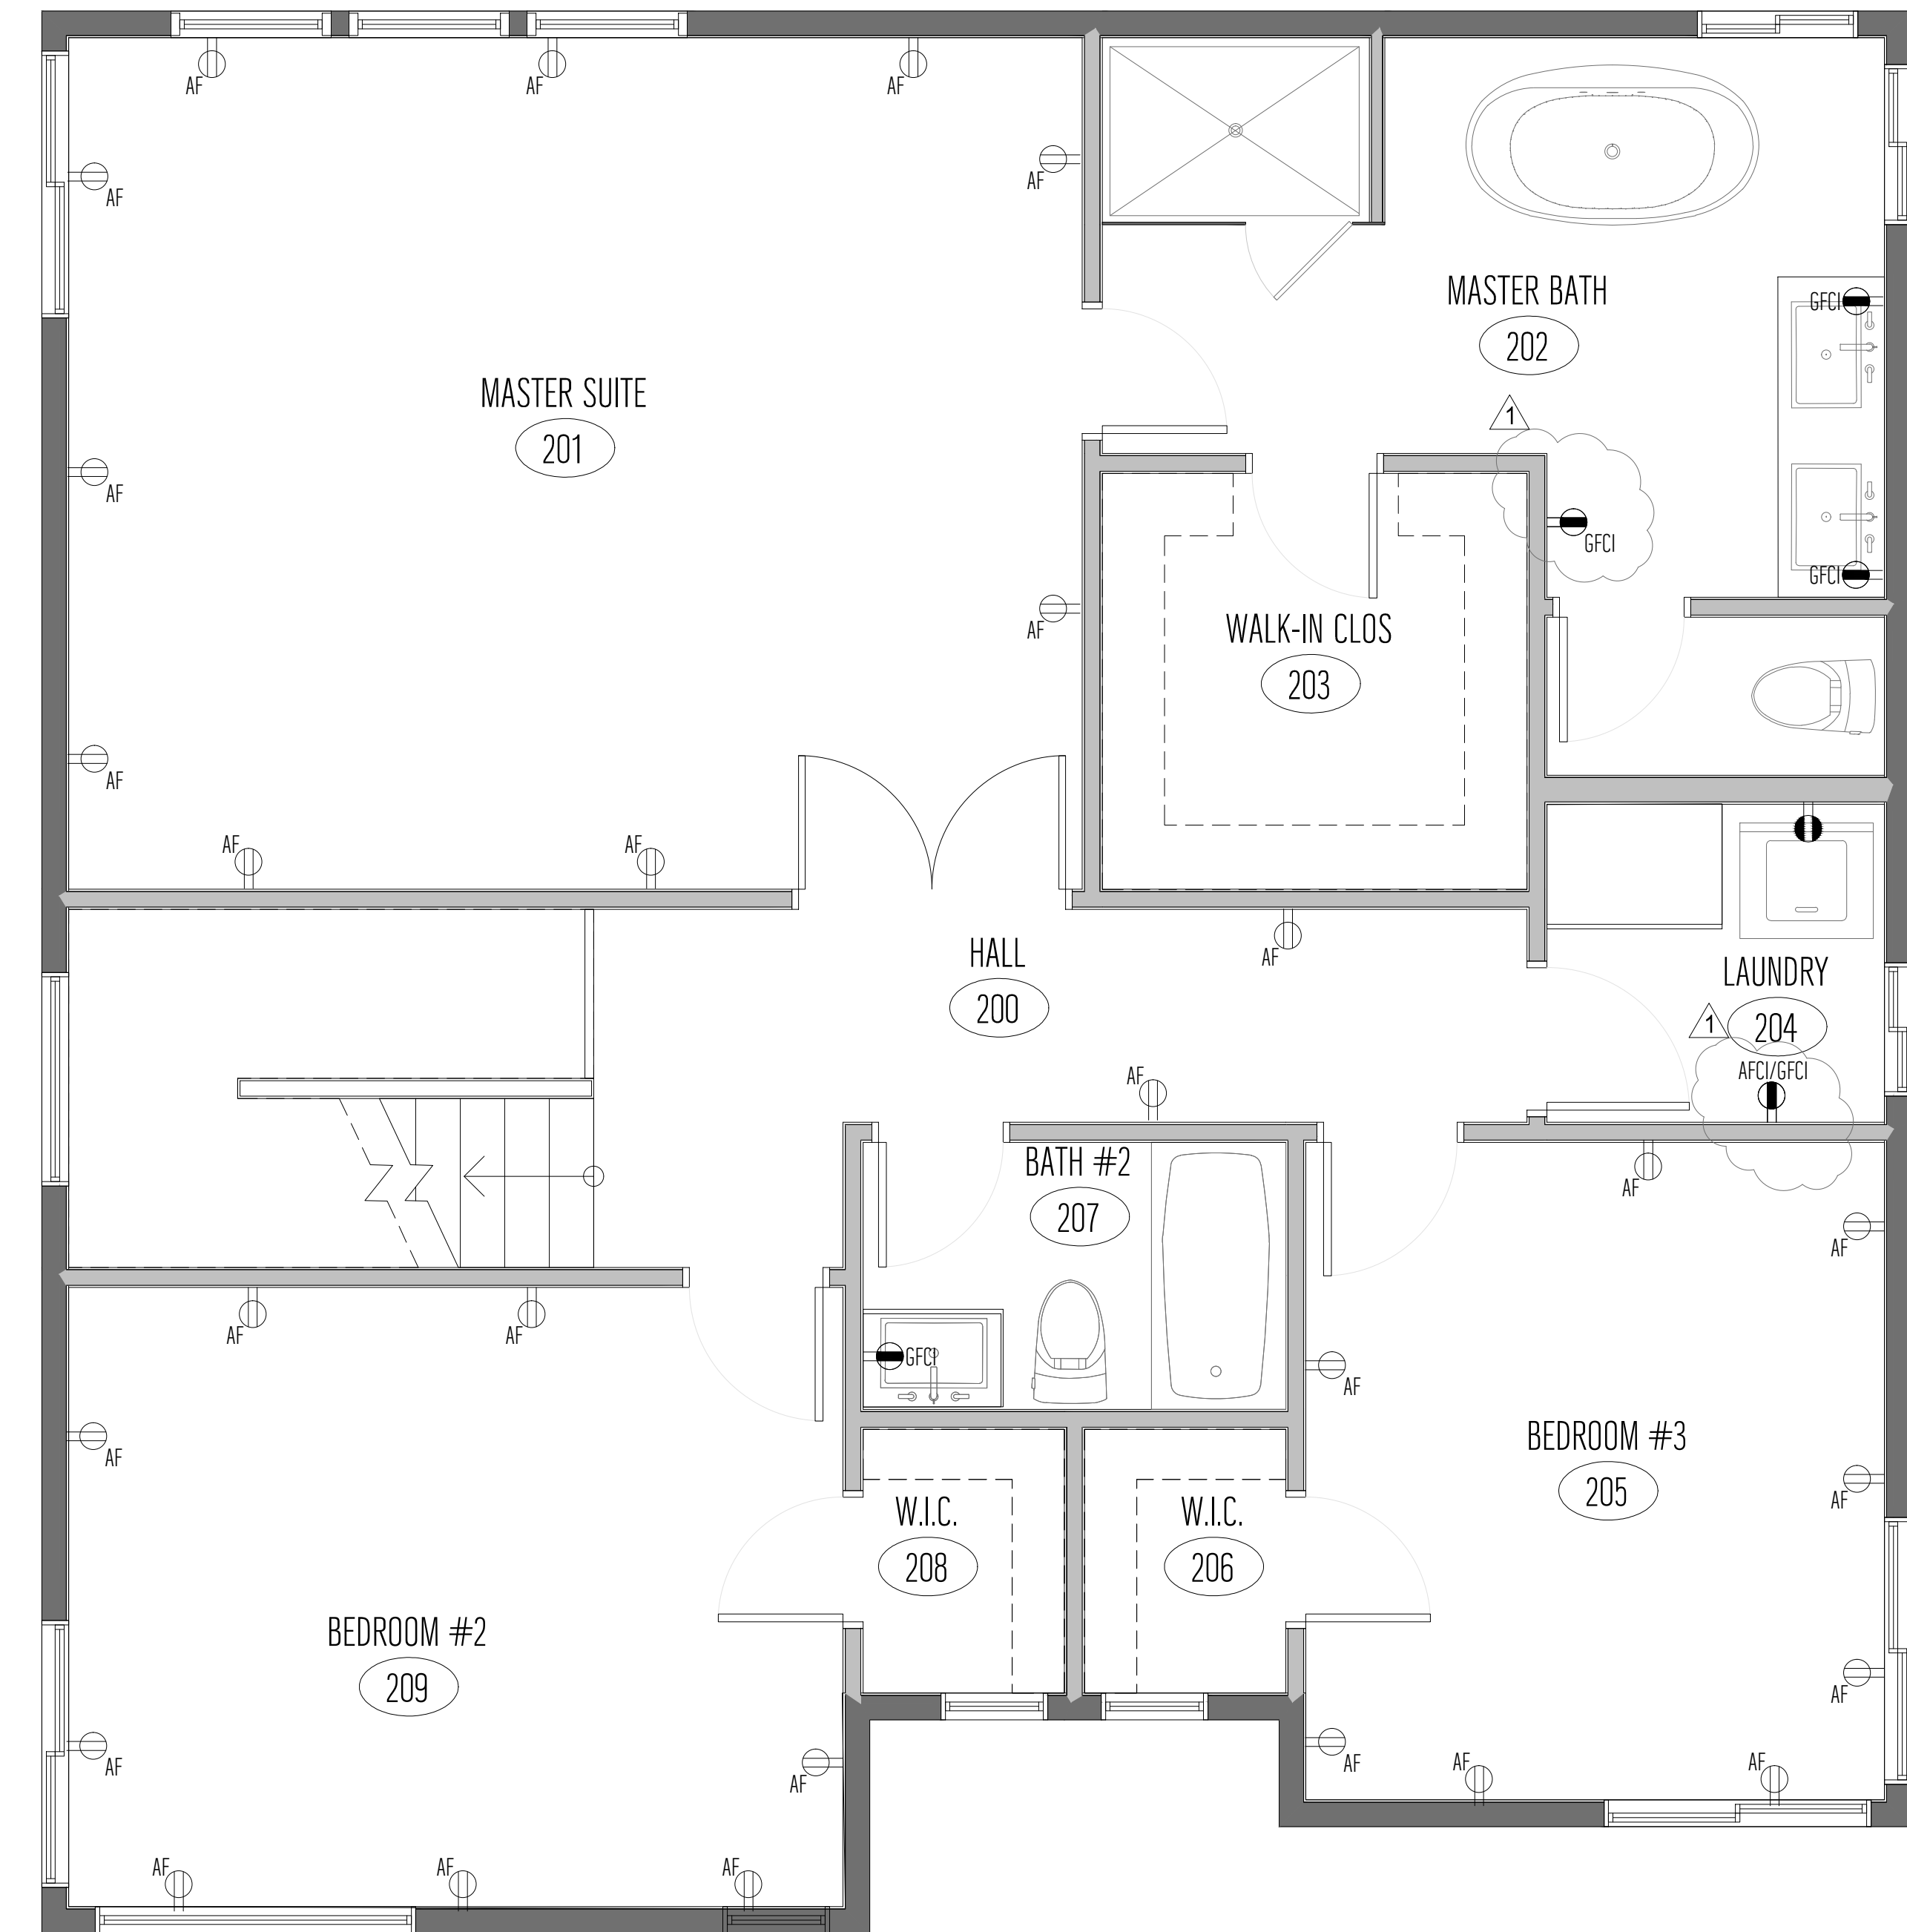 AF
AF
AF
AF
AF
MASTER BATH
202
GFCI
MASTER SUITE
201
1
AF
GFCI
GFCI
AF
WALK-IN CLOS
203
AF
AF
AF
HALL
200
AF
LAUNDRY
1
204
AFCI/GFCI
AF
BATH #2
207
AF
AF
AF
AF
GFCI
AF
AF
BEDROOM #3
205
AF
W.I.C.
208
W.I.C.
206
BEDROOM #2
209
AF
AF
AF
AF
AF
AF
AF
AF
AF